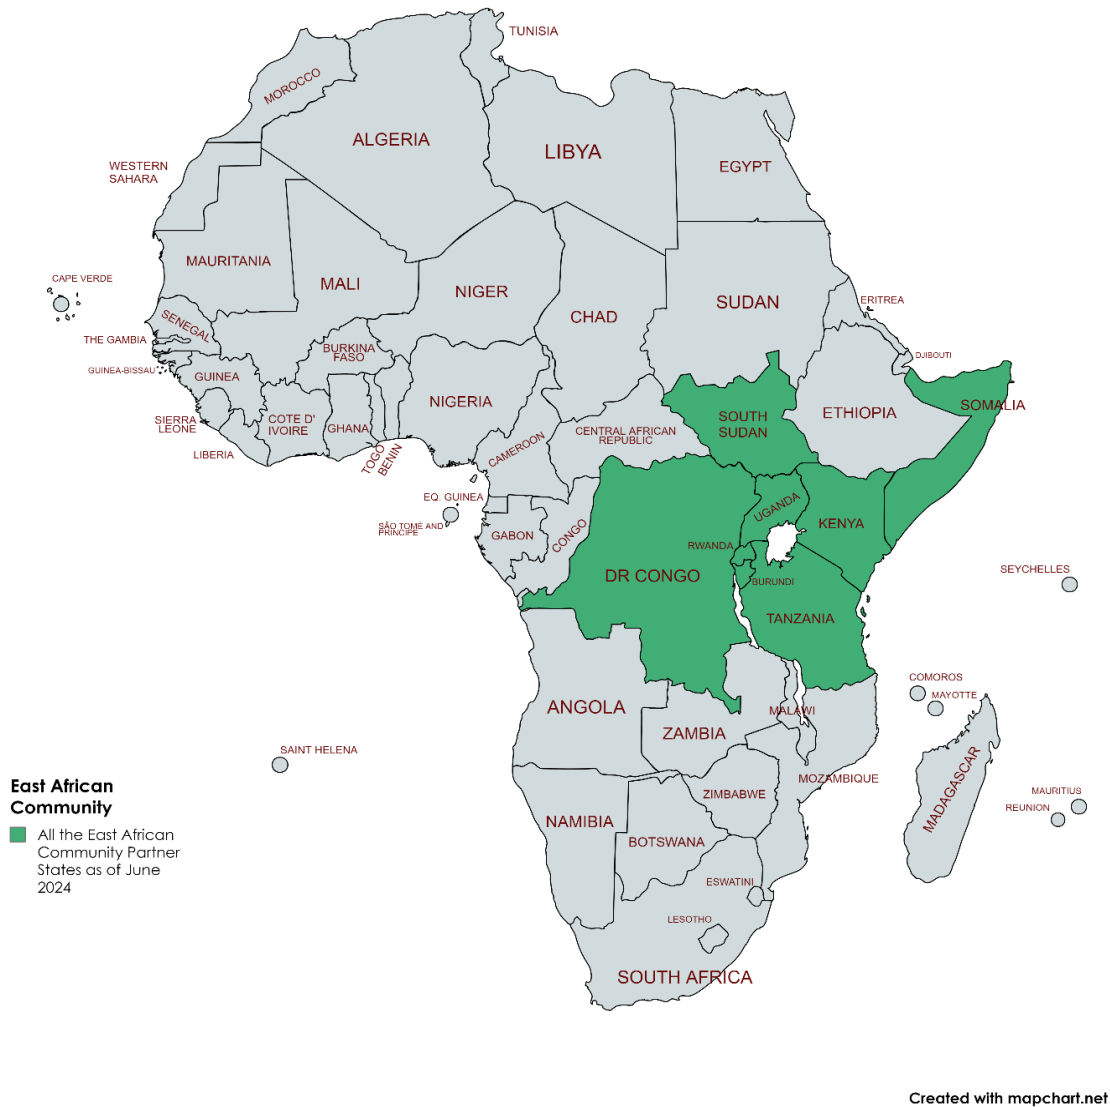 TUNISIA
MOROCCO
ALGERIA
LIBYA
EGYPT
WESTERN
SAHARA
MAURITANIA
MALI
NIGER
CHAD
SUDAN
ERITREA
CAPE VERDE
SENEGAL
THE GAMBIA
BURKINA
FASO
DJIBOUTI
GUINEA-BISSAU
GUINEA
NIGERIA
SOUTH
SUDAN
ETHIOPIA
SOMALIA
SIERRA
LEONE
COTE D'
IVOIRE
GHANA
CENTRAL AFRICAN
REPUBLIC
LIBERIA
TOGO
BENIN
CAMEROON
EQ. GUINEA
UGANDA
KENYA
SÃO TOMÉ AND
PRÍNCIPE
GABON
CONGO
RWANDA
DR CONGO
BURUNDI
SEYCHELLES
TANZANIA
COMOROS
MAYOTTE
ANGOLA
MALAWI
ZAMBIA
SAINT HELENA
MOZAMBIQUE
MADAGASCAR
ZIMBABWE
MAURITIUS
REUNION
NAMIBIA
BOTSWANA
ESWATINI
LESOTHO
SOUTH AFRICA
East African
Community
All the East African
Community Partner
States as of June
2024
Created with mapchart.net